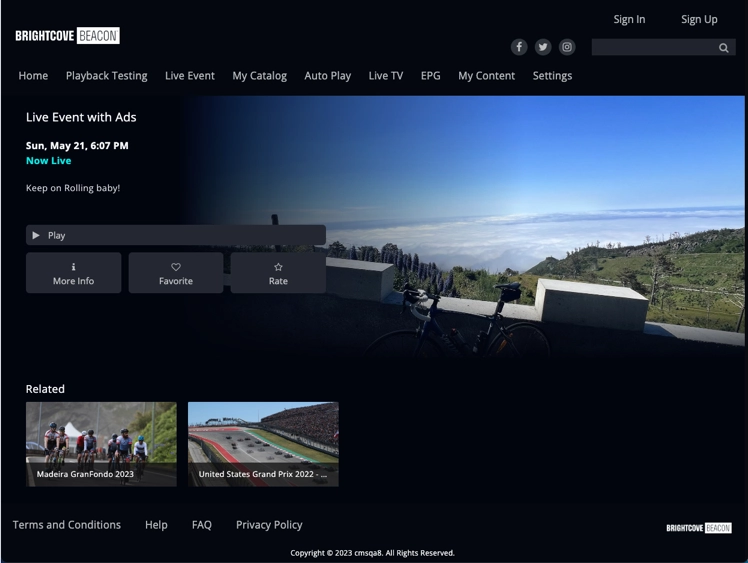 Sign In
Sign Up
BRIGHTCOVE BEACON
Home
Playback Testing
Live Event
My Catalog
Auto Play
Live TV
EPG
My Content
Settings
Live Event with Ads
Sun, May 21, 6:07 PM
Now Live
Keep on Rolling baby!
Play
More Info
Favorite
Rate
Related
Madeira GranFondo 2023
United States Grand Prix 2022 - ...
Terms and Conditions
Help
FAQ
Privacy Policy
BRIGHTCOVE BEACON
Copyright © 2023 cmsqa8. All Rights Reserved.